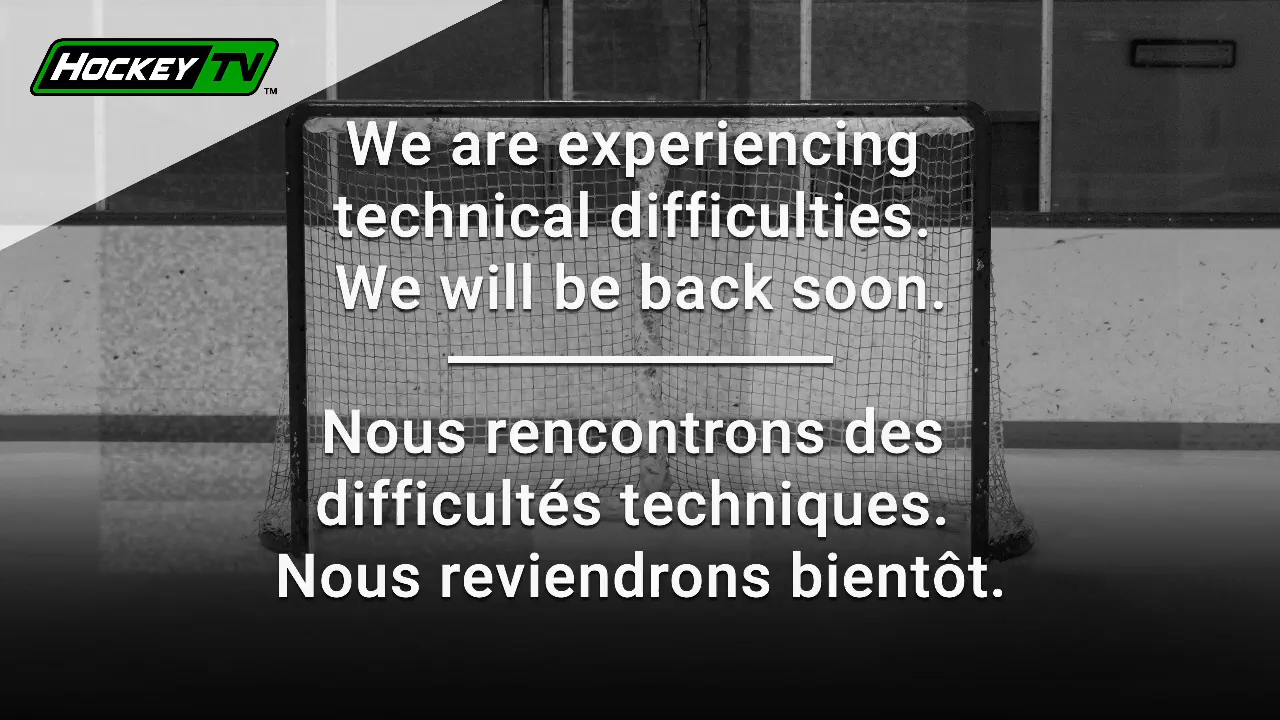 HOCKEY TV
TM
We are experiencing
technical difficulties.
We will be back soon.
Nous rencontrons des
difficultés techniques.
Nous reviendrons bientôt.